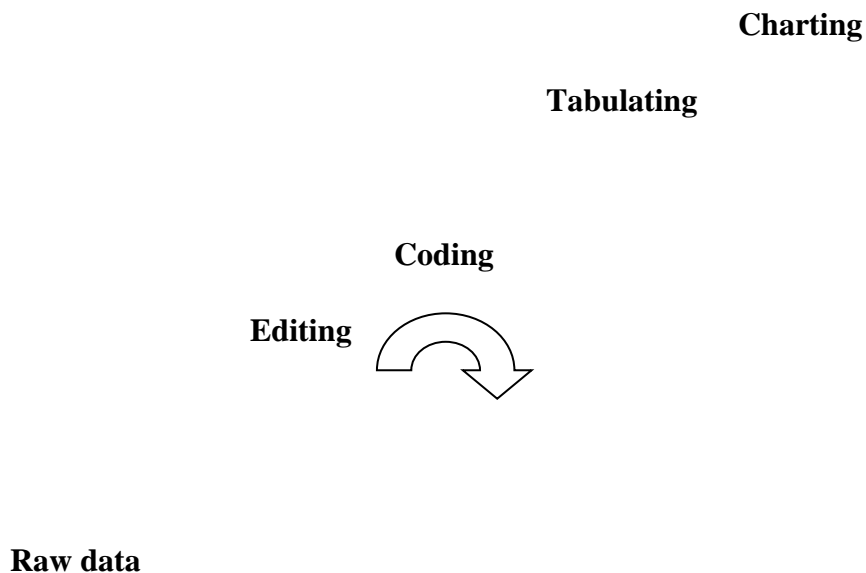 Charting
Tabulating
Coding
Editing
Raw data